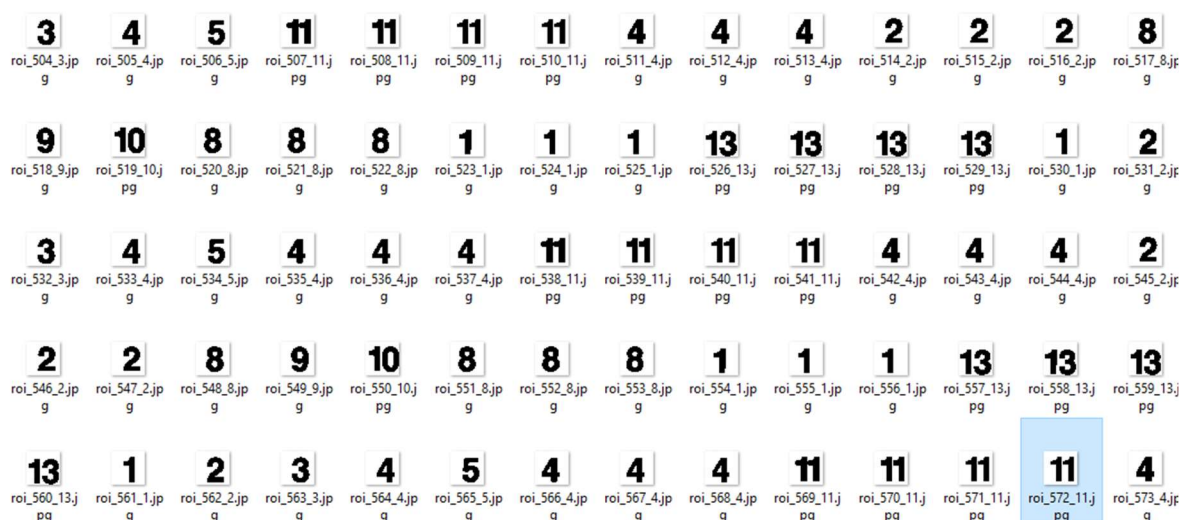 3 4 5 11 11 11 11 4 4 4 2 2 2 8
roi_504_3.jp roi_505_4.jp roi_506_5.jp roi_507_11.j roi_508_11.j roi_509_11.j roi_510_11.j roi_511_4.jp roi_512_4.jp roi_513_4.jp roi_514_2.jp roi_515_2.jp roi_516_2.jp roi_517_8.jp
g g g pg pg pg pg g g g g g g g
9 10 8 8 8 1 1 1 13 13 13 13 1 2
roi_518_9.jp roi_519_10.j roi_520_8.jp roi_521_8.jp roi_522_8.jp roi_523_1.jp roi_524_1.jp roi_525_1.jp roi_526_13.j roi_527_13.j roi_528_13.j roi_529_13.j roi_530_1.jp roi_531_2.jp
g pg g g g g g g pg pg pg pg g g
3 4 5 4 4 4 11 11 11 11 4 4 4 2
roi_532_3.jp roi_533_4.jp roi_534_5.jp roi_535_4.jp roi_536_4.jp roi_537_4.jp roi_538_11.j roi_539_11.j roi_540_11.j roi_541_11.j roi_542_4.jp roi_543_4.jp roi_544_4.jp roi_545_2.jp
g g g g g g pg pg pg pg g g g g
2 2 8 9 10 8 8 8 1 1 1 13 13 13
roi_546_2.jp roi_547_2.jp roi_548_8.jp roi_549_9.jp roi_550_10.j roi_551_8.jp roi_552_8.jp roi_553_8.jp roi_554_1.jp roi_555_1.jp roi_556_1.jp roi_557_13.j roi_558_13.j roi_559_13.j
g g g g pg g g g g g g pg pg pg
13 1 2 3 4 5 4 4 4 11 11 11 11 4
roi_560_13.j roi_561_1.jp roi_562_2.jp roi_563_3.jp roi_564_4.jp roi_565_5.jp roi_566_4.jp roi_567_4.jp roi_568_4.jp roi_569_11.j roi_570_11.j roi_571_11.j roi_572_11.j roi_573_4.jp
pg g g g g g g g g pg pg pg pg g